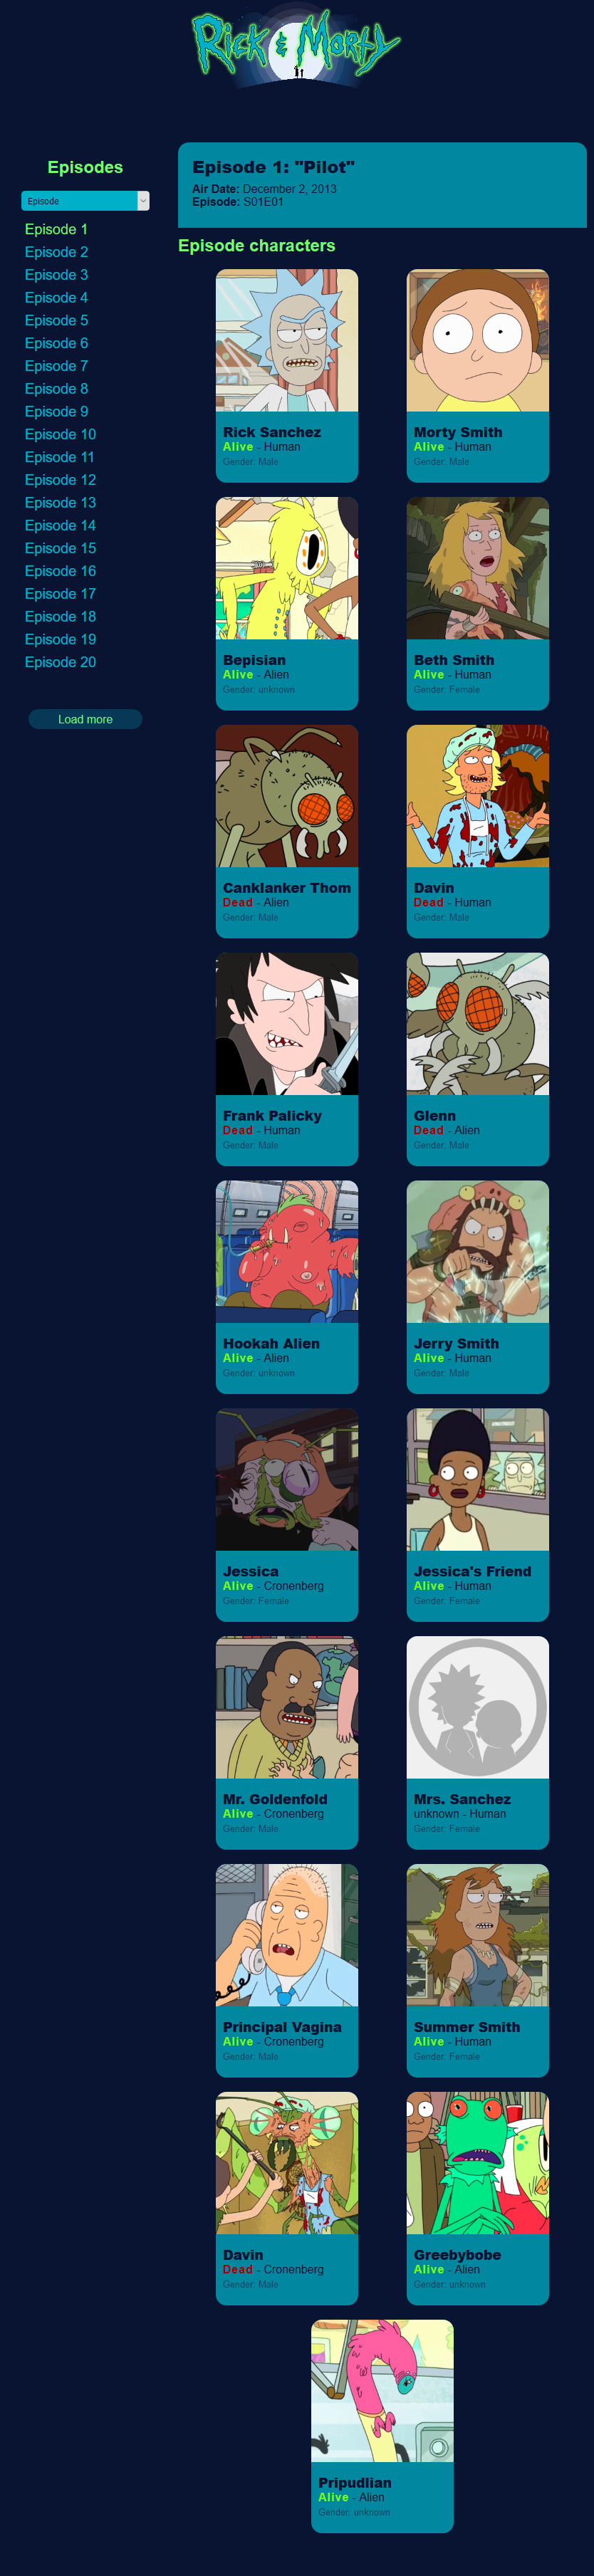 Rick & Morty
Episodes
Episode
Episode 1
Episode 2
Episode 3
Episode 4
Episode 5
Episode 6
Episode 7
Episode 8
Episode 9
Episode 10
Episode 11
Episode 12
Episode 13
Episode 14
Episode 15
Episode 16
Episode 17
Episode 18
Episode 19
Episode 20
Load more
Episode 1: "Pilot"
Air Date: December 2, 2013
Episode: S01E01
Episode characters
Rick Sanchez
Alive - Human
Gender: Male
Morty Smith
Alive - Human
Gender: Male
Bepisian
Alive - Alien
Gender: unknown
Beth Smith
Alive - Human
Gender: Female
Canklanker Thom
Dead - Alien
Gender: Male
Davin
Dead - Human
Gender: Male
Frank Palicky
Dead - Human
Gender: Male
Glenn
Dead - Alien
Gender: Male
Hookah Alien
Alive - Alien
Gender: unknown
Jerry Smith
Alive - Human
Gender: Male
Jessica
Alive - Cronenberg
Gender: Female
Jessica's Friend
Alive - Human
Gender: Female
Mr. Goldenfold
Alive - Cronenberg
Gender: Male
Mrs. Sanchez
unknown - Human
Gender: Female
Principal Vagina
Alive - Cronenberg
Gender: Male
Summer Smith
Alive - Human
Gender: Female
Davin
Dead - Cronenberg
Gender: Male
Greebybobe
Alive - Alien
Gender: unknown
Pripudlian
Alive - Alien
Gender: unknown